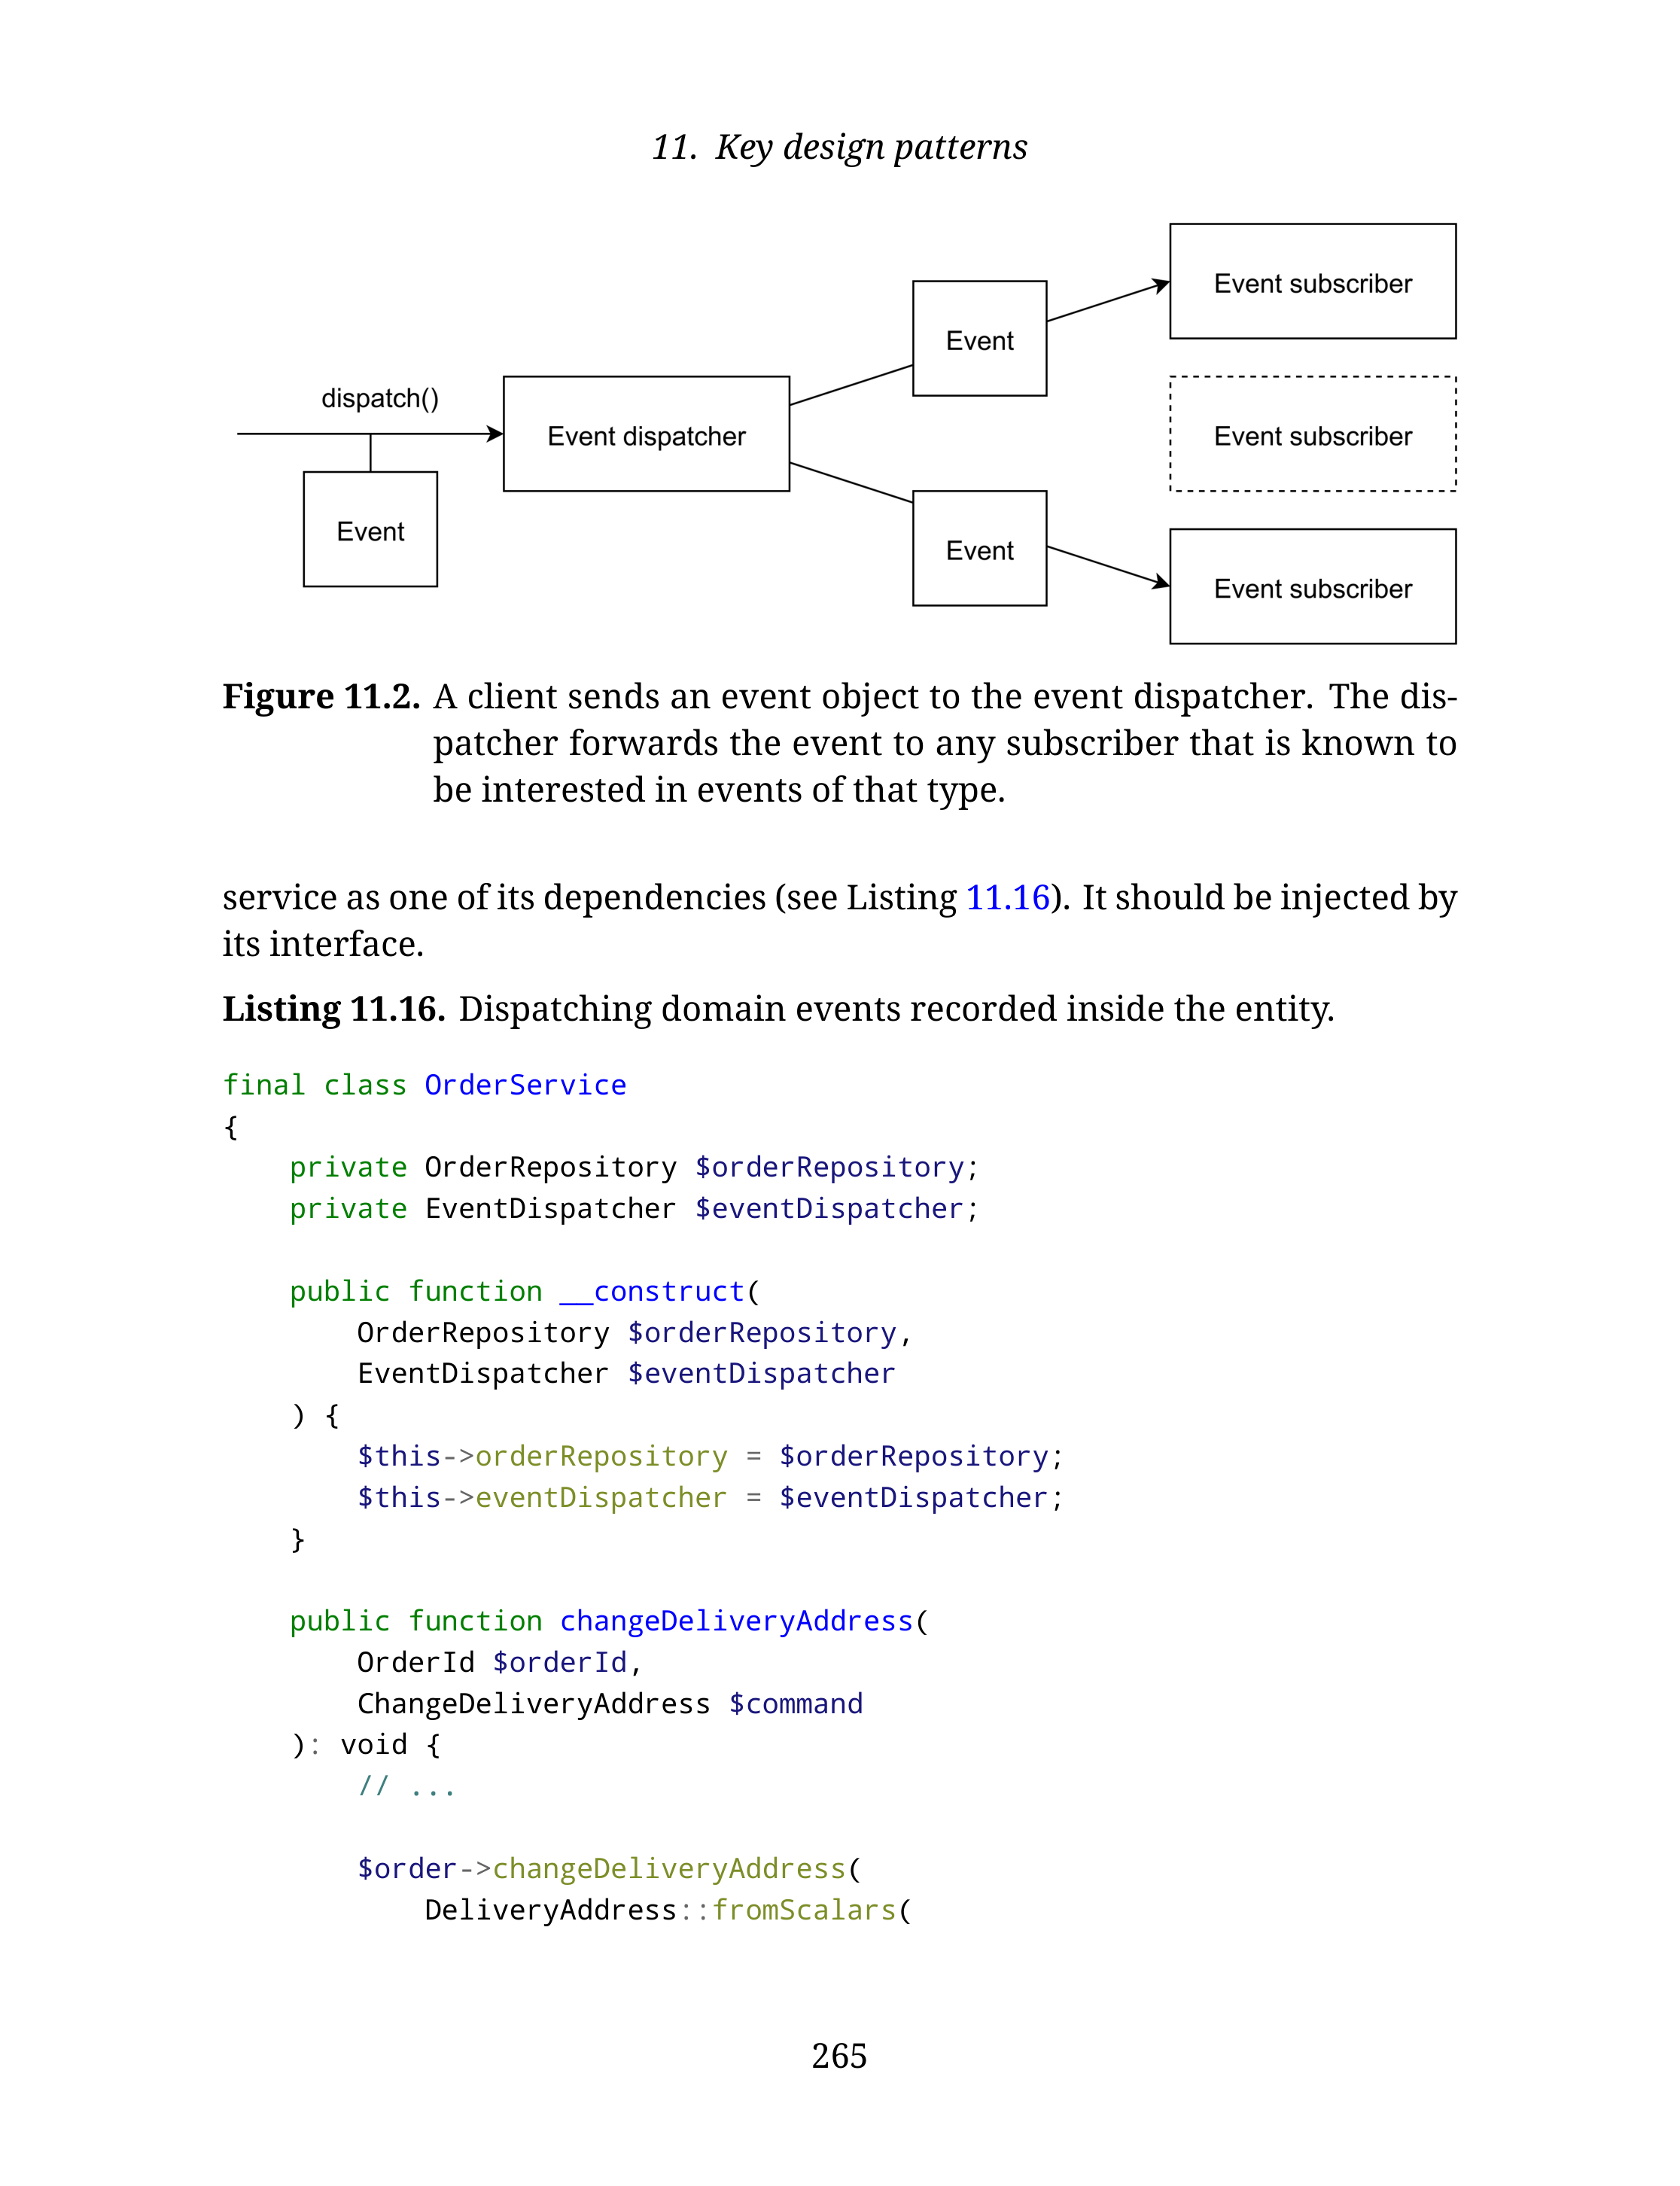 11. Key design patterns
Event subscriber
Event
dispatch()
Event dispatcher
Event subscriber
Event
Event
Event subscriber
Figure 11.2. A client sends an event object to the event dispatcher. The dis-
patcher forwards the event to any subscriber that is known to
be interested in events of that type.
service as one of its dependencies (see Listing 11.16). It should be injected by
its interface.
Listing 11.16. Dispatching domain events recorded inside the entity.
final class OrderService
{
    private OrderRepository $orderRepository;
    private EventDispatcher $eventDispatcher;
    public function __construct(
        OrderRepository $orderRepository,
        EventDispatcher $eventDispatcher
    ) {
        $this->orderRepository = $orderRepository;
        $this->eventDispatcher = $eventDispatcher;
    }
    public function changeDeliveryAddress(
        OrderId $orderId,
        ChangeDeliveryAddress $command
    ): void {
        // ...
        $order->changeDeliveryAddress(
            DeliveryAddress::fromScalars(
265